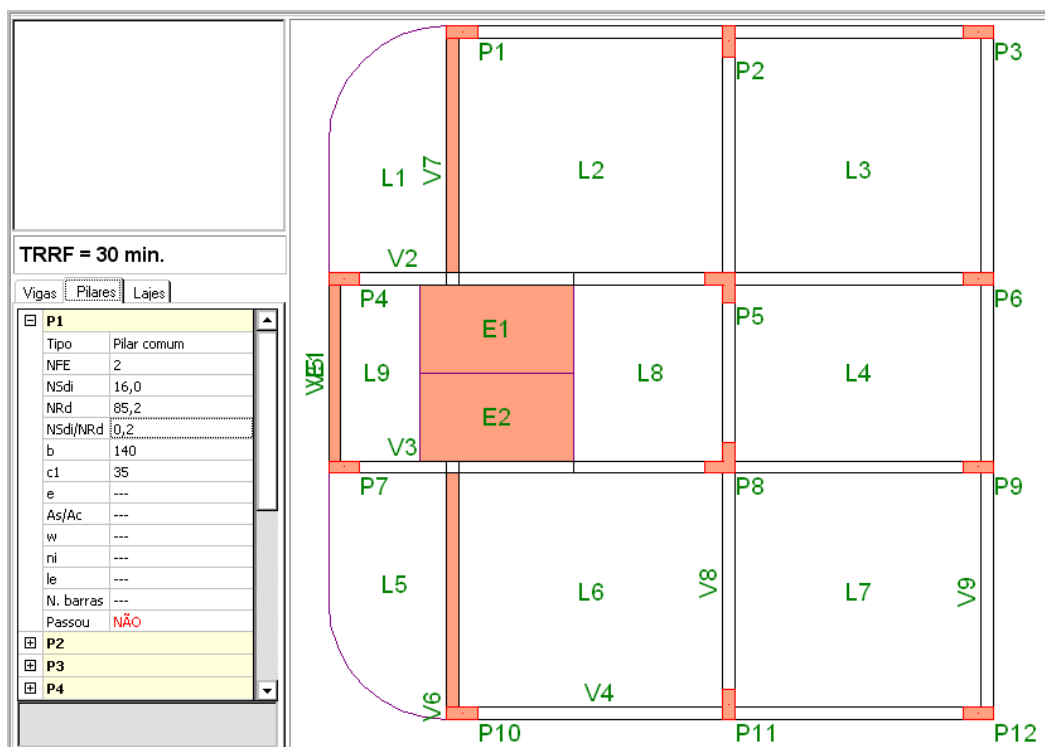 TRRF = 30 min.
Vigas Pilares Lajes
P1
Tipo Pilar comum
NFE 2
NSdi 16,0
NRd 85,2
NSdi/NRd 0,2
b 140
c1 35
e ---
As/Ac ---
w ---
ni ---
le ---
N. barras ---
Passou NÃO
P2
P3
P4
P1 P2 P3
L1 V7 L2 L3
V2
P4 P5 P6
E1
L9 L8 L4
E2
V3
P7 P8 P9
L5 L6 V8 L7 V9
V6 V4
P10 P11 P12